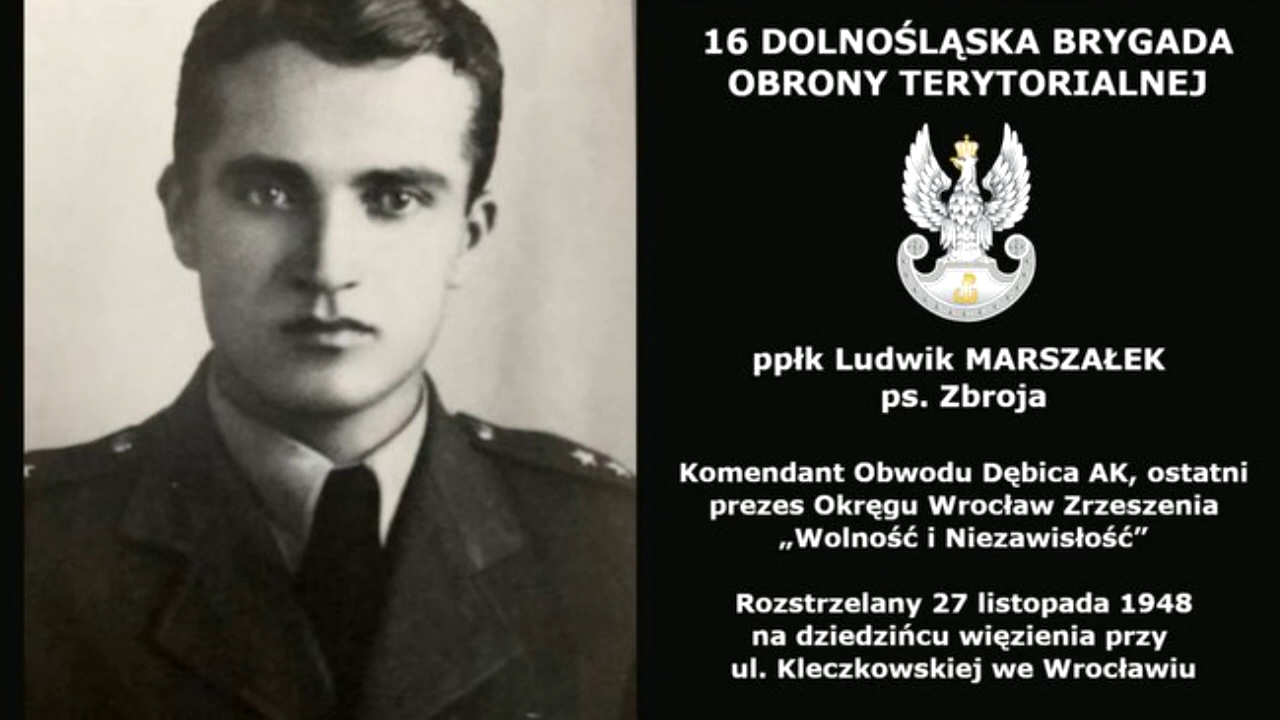 16 DOLNOŚLĄSKA BRYGADA
OBRONY TERYTORIALNEJ
ppłk Ludwik MARSZAŁEK
ps. Zbroja
Komendant Obwodu Dębica AK, ostatni
prezes Okręgu Wrocław Zrzeszenia
„Wolność i Niezawisłość”
Rozstrzelany 27 listopada 1948
na dziedzińcu więzienia przy
ul. Kleczkowskiej we Wrocławiu